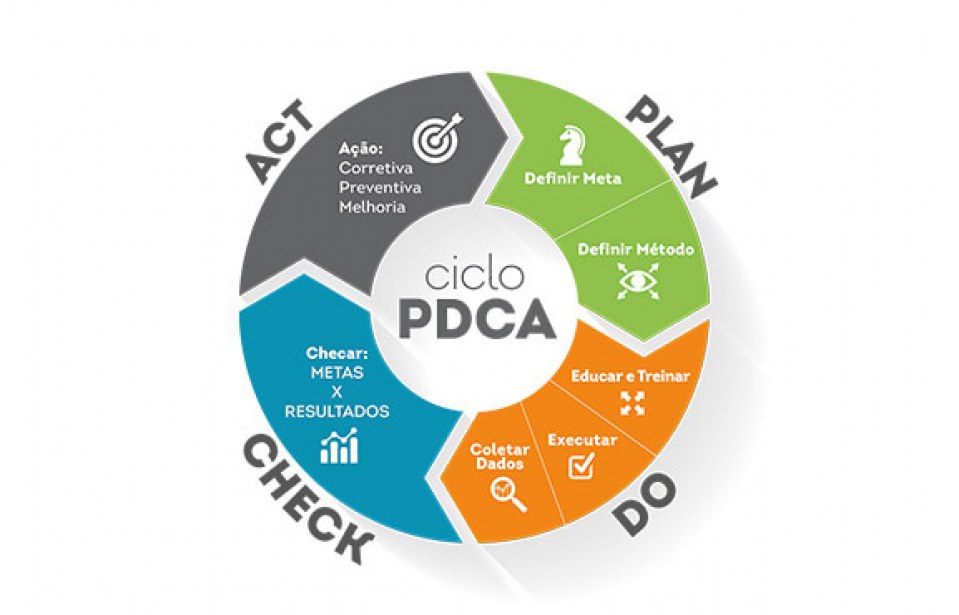 ciclo
PDCA
PLAN
Definir Meta
Definir Método
DO
Educar e Treinar
Executar
Coletar
Dados
CHECK
Checar:
METAS
X
RESULTADOS
ACT
Ação:
Corretiva
Preventiva
Melhoria